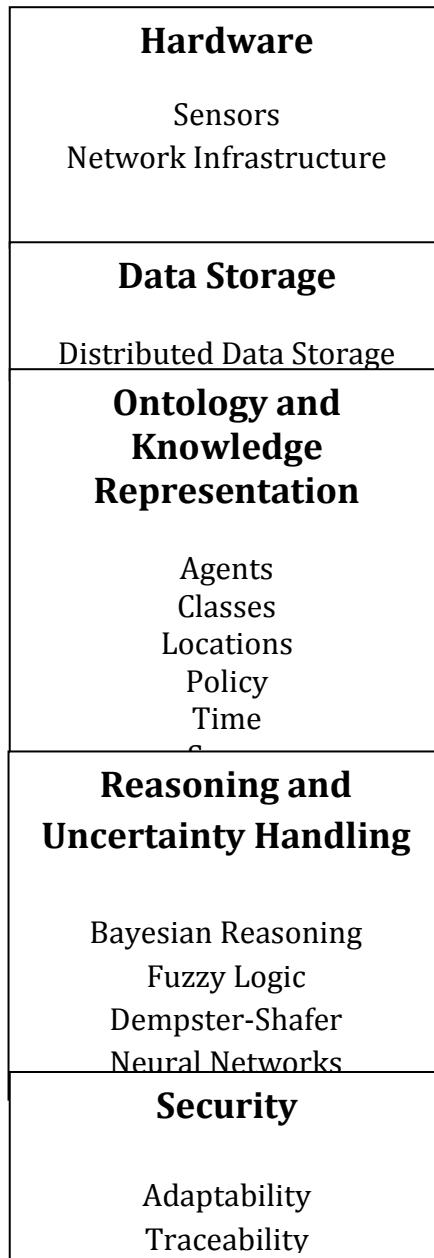 Hardware
Sensors
Network Infrastructure
Data Storage
Distributed Data Storage
Ontology and
Knowledge
Representation
Agents
Classes
Locations
Policy
Time
Reasoning and
Uncertainty Handling
Bayesian Reasoning
Fuzzy Logic
Dempster-Shafer
Neural Networks
Security
Adaptability
Traceability